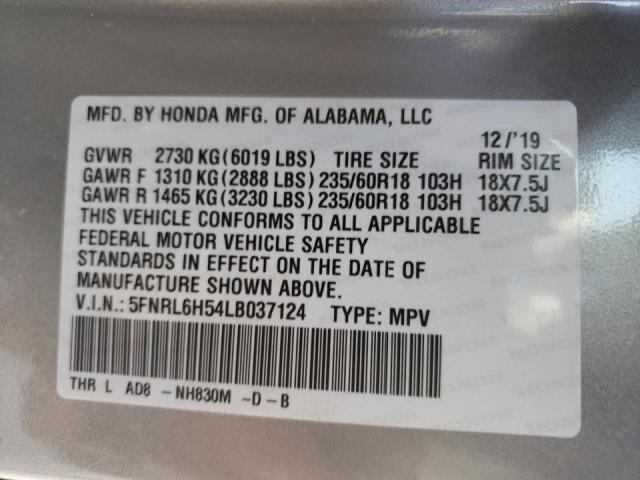 MFD. BY HONDA MFG. OF ALABAMA, LLC
12/'19
GVWR 2730 KG(6019 LBS) TIRE SIZE RIM SIZE
GAWR F 1310 KG(2888 LBS) 235/60R18 103H 18X7.5J
GAWR R 1465 KG(3230 LBS) 235/60R18 103H 18X7.5J
THIS VEHICLE CONFORMS TO ALL APPLICABLE
FEDERAL MOTOR VEHICLE SAFETY
STANDARDS IN EFFECT ON THE DATE OF
MANUFACTURE SHOWN ABOVE.
V.I.N.: 5FNRL6H54LB037124 TYPE: MPV
THR L AD8 -NH830M -D-B